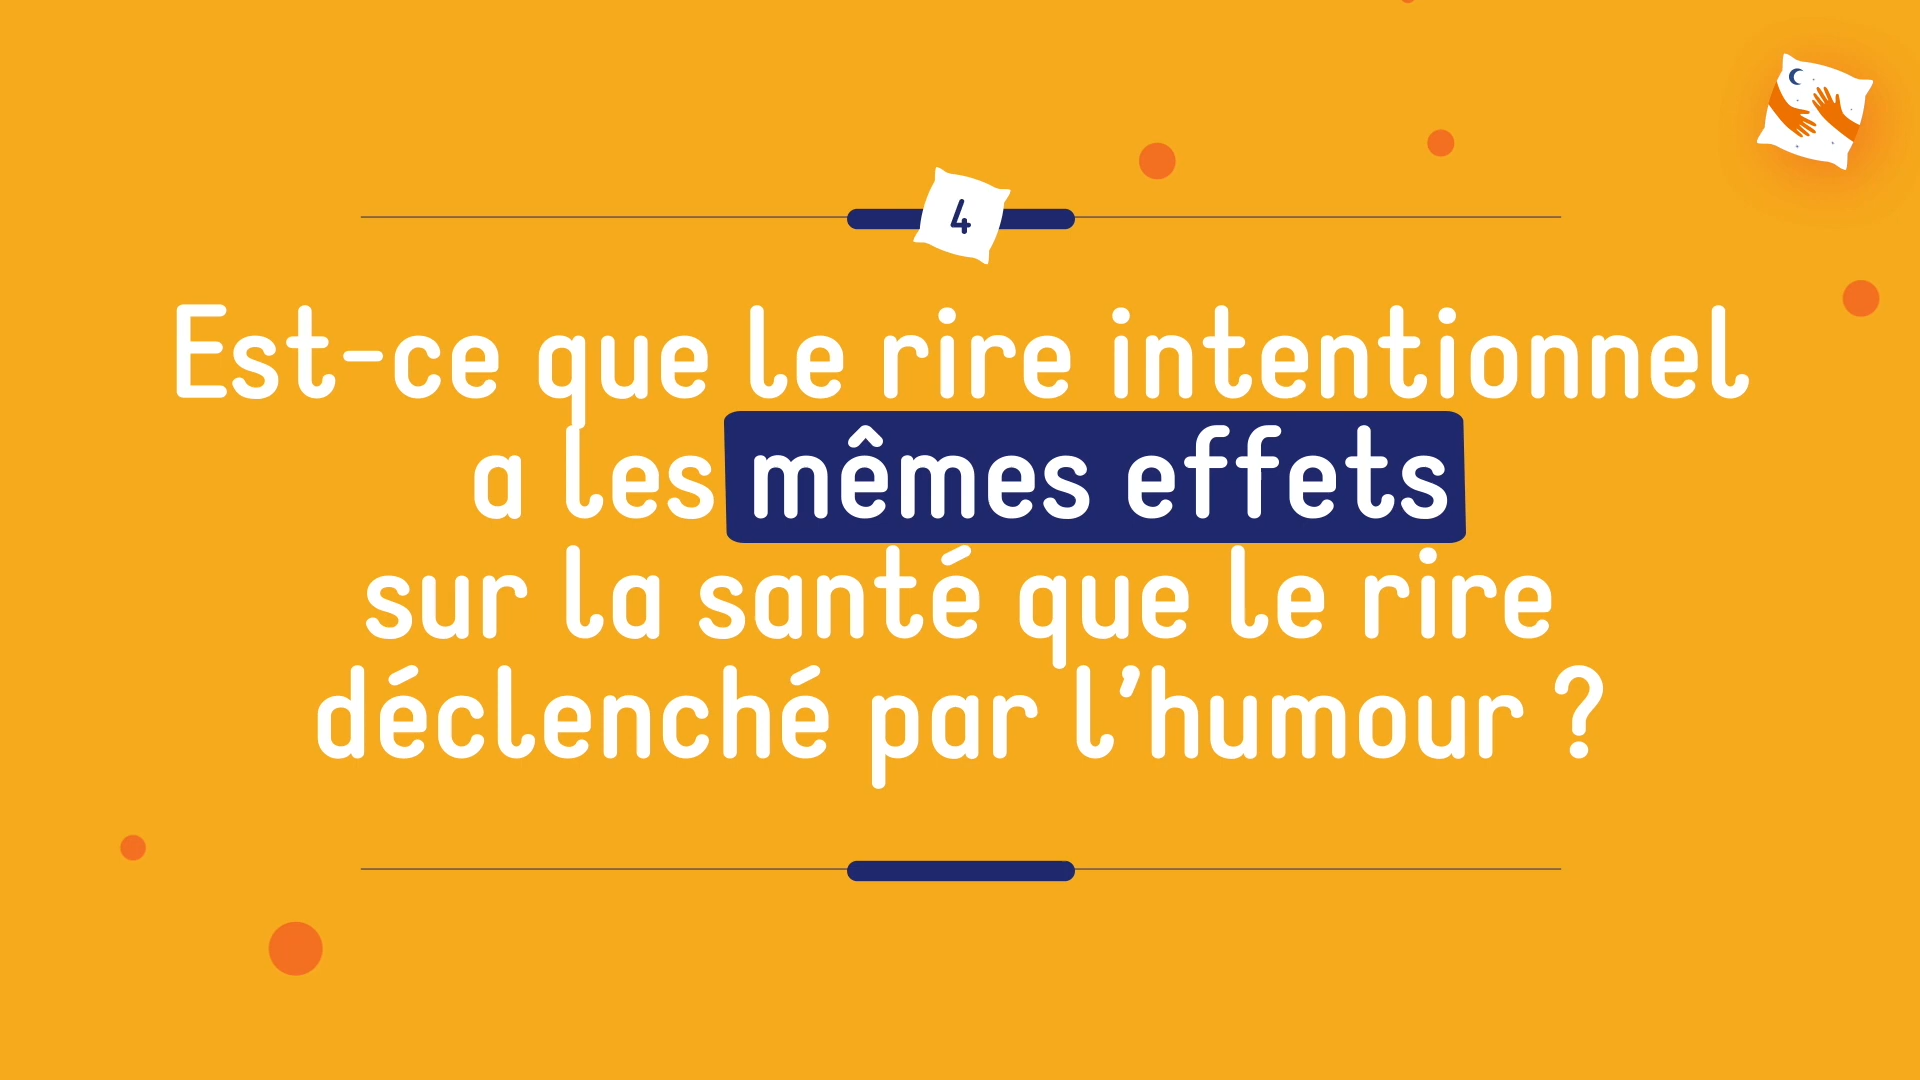 4
Est-ce que le rire intentionnel
a les mêmes effets
sur la santé que le rire
déclenché par l’humour ?